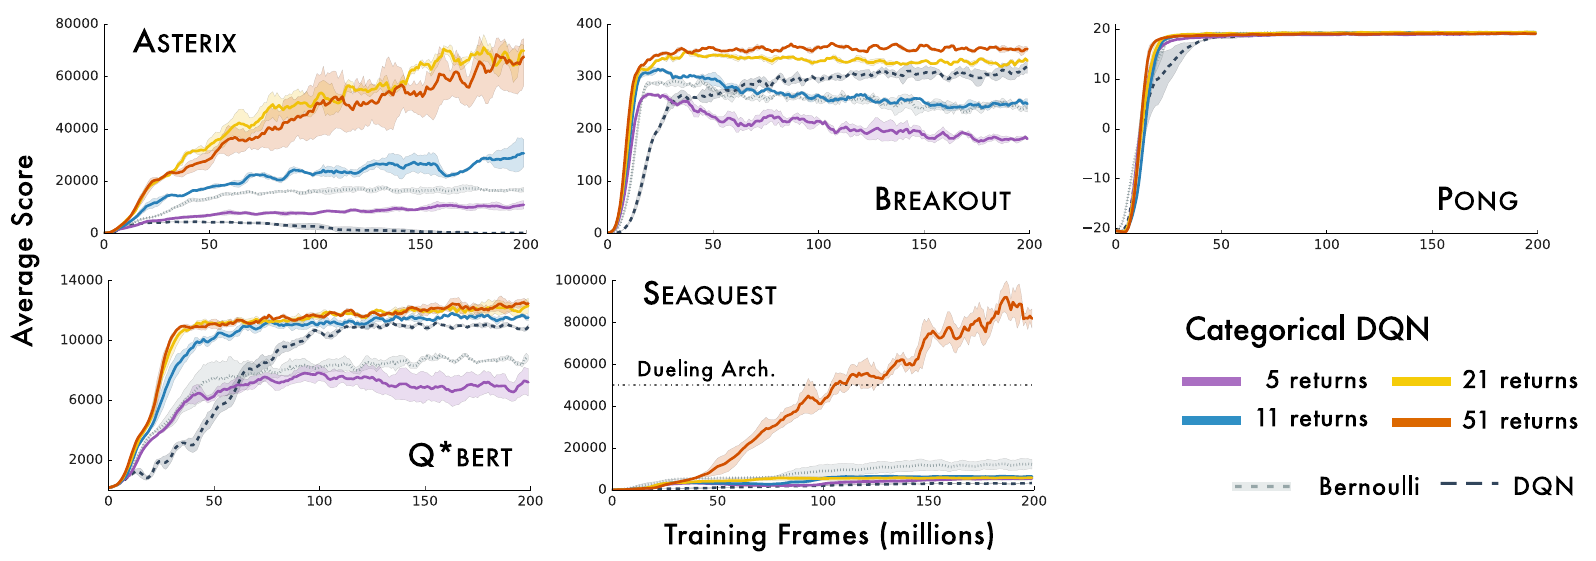 Average Score
ASTERIX
80000
60000
40000
20000
0
0 50 100 150 200
BREAKOUT
400
300
200
100
0
0 50 100 150 200
PONG
20
10
0
−10
−20
0 50 100 150 200
Q*BERT
14000
10000
6000
2000
0 50 100 150 200
SEAQUEST
100000
80000
60000
Dueling Arch.
40000
20000
0
0 50 100 150 200
Training Frames (millions)
Categorical DQN
5 returns 21 returns
11 returns 51 returns
Bernoulli DQN